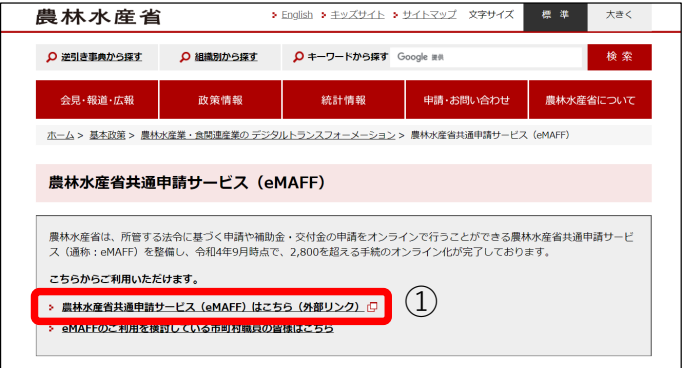 農林水産省
English キッズサイト サイトマップ 文字サイズ 標準 大きく
逆引き事典から探す 組織別から探す キーワードから探す Google 提供 検索
会見・報道・広報 政策情報 統計情報 申請・お問い合わせ 農林水産省について
ホーム > 基本政策 > 農林水産業・食関連産業の デジタルトランスフォーメーション > 農林水産省共通申請サービス（eMAFF）
農林水産省共通申請サービス（eMAFF）
農林水産省は、所管する法令に基づく申請や補助金・交付金の申請をオンラインで行うことができる農林水産省共通申請サービ
ス（通称：eMAFF）を整備し、令和4年9月時点で、2,800を超える手続のオンライン化が完了しております。
こちらからご利用いただけます。
農林水産省共通申請サービス（eMAFF）はこちら（外部リンク） ①
eMAFFのご利用を検討している市町村職員の皆様はこちら